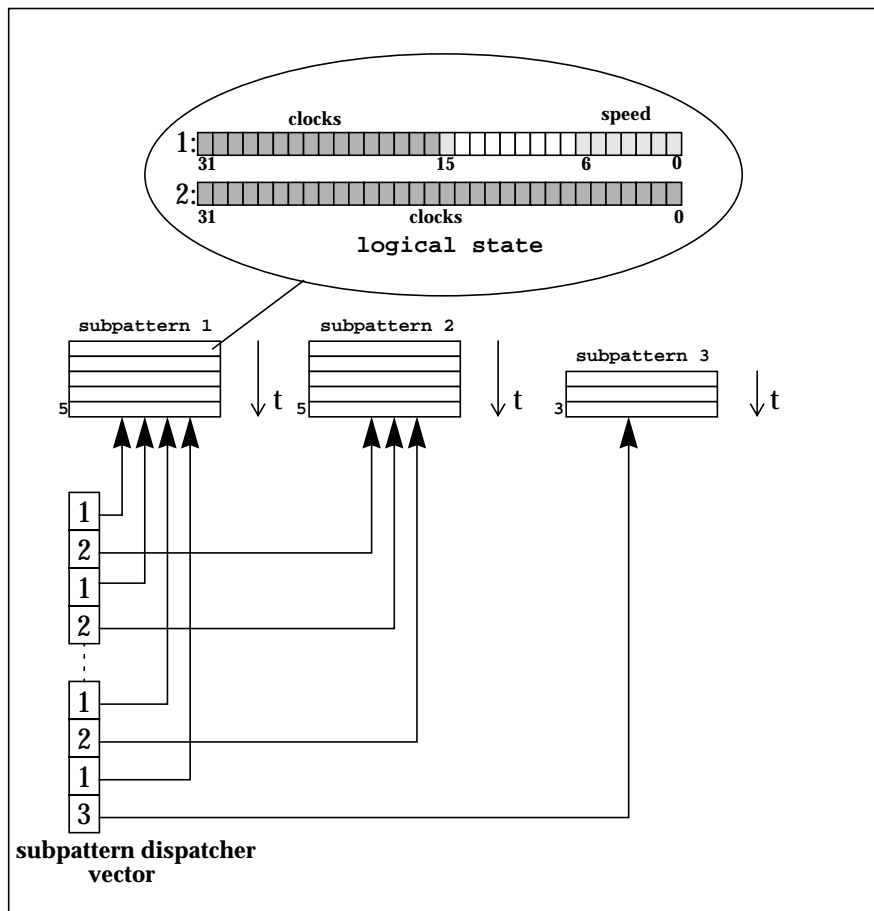 clocks speed
1:
31 15 6 0
2:
31 clocks 0
logical state
subpattern 1 subpattern 2
subpattern 3
5 t 5 t 3 t
1
2
1
2
1
2
1
3
subpattern dispatcher
vector